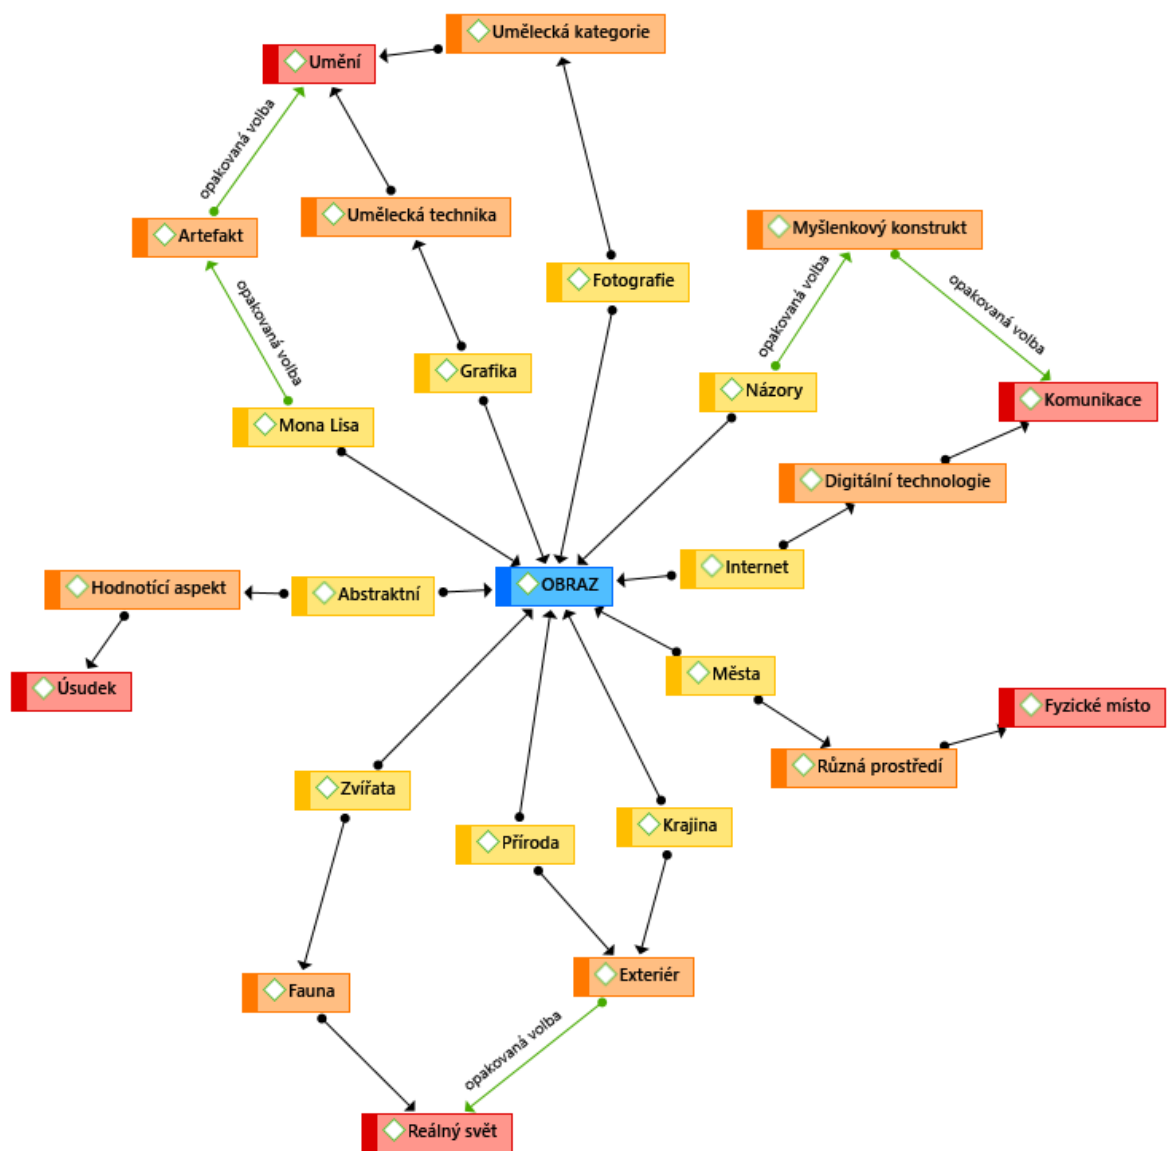 Umělecká kategorie
Umění
opakovaná volba
Artefakt
Umělecká technika
Myšlenkový konstrukt
Fotografie
opakovaná volba
opakovaná volba
opakovaná volba
Grafika
Názory
Komunikace
Mona Lisa
Digitální technologie
Internet
Hodnotící aspekt
Abstraktní
OBRAZ
Města
Úsudek
Fyzické místo
Různá prostředí
Zvířata
Krajina
Příroda
Exteriér
Fauna
opakovaná volba
Reálný svět